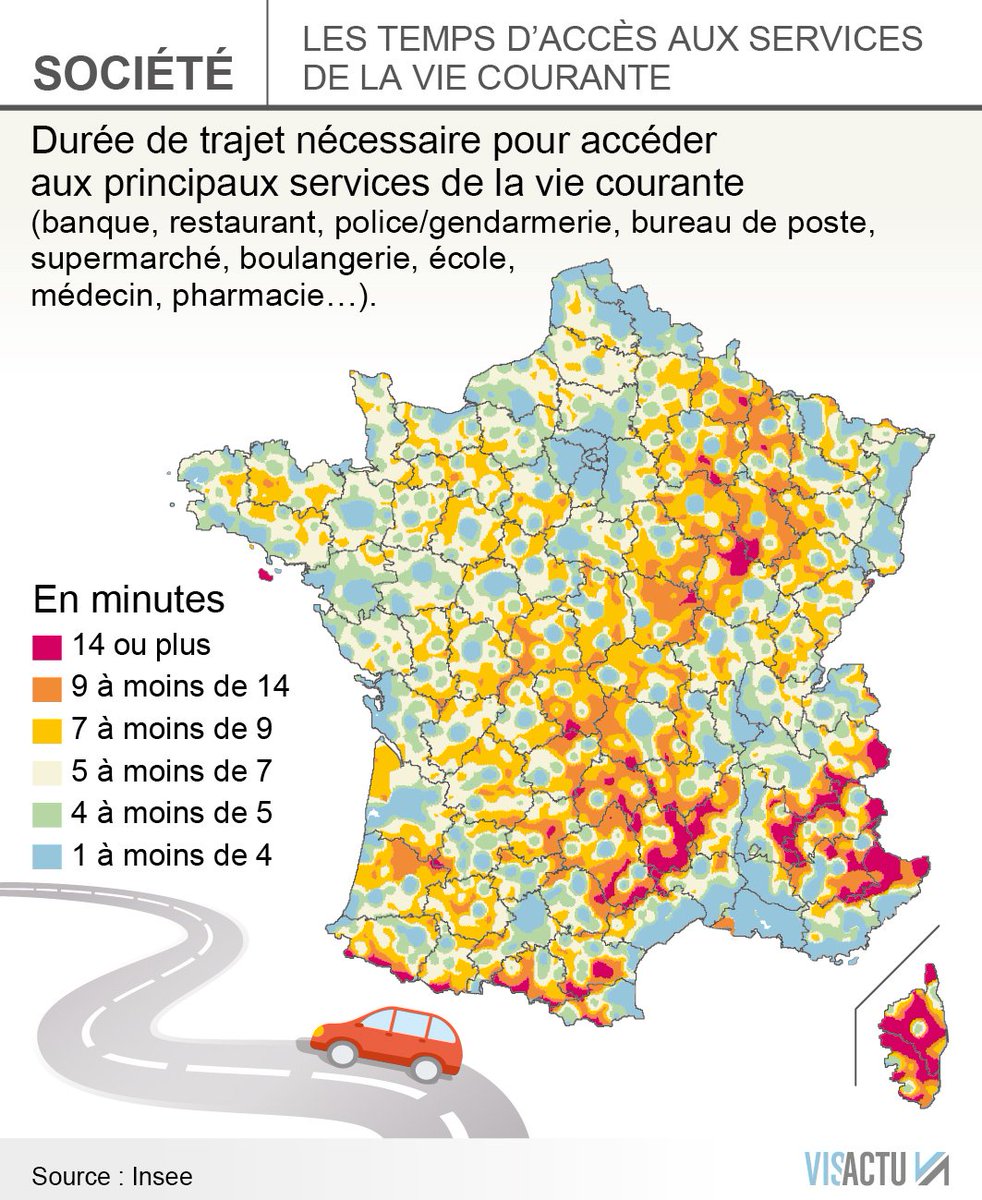 SOCIÉTÉ
LES TEMPS D’ACCÈS AUX SERVICES
DE LA VIE COURANTE
Durée de trajet nécessaire pour accéder
aux principaux services de la vie courante
(banque, restaurant, police/gendarmerie, bureau de poste,
supermarché, boulangerie, école,
médecin, pharmacie…).
En minutes
14 ou plus
9 à moins de 14
7 à moins de 9
5 à moins de 7
4 à moins de 5
1 à moins de 4
Source : Insee
VISACTU